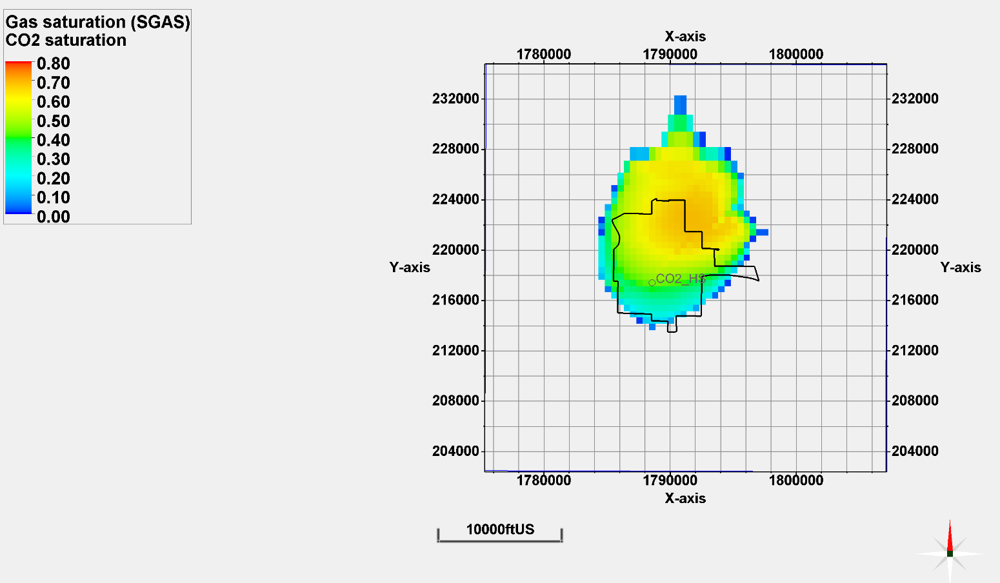 Gas saturation (SGAS)
CO2 saturation
0.80
0.70
0.60
0.50
0.40
0.30
0.20
0.10
0.00
X-axis
1780000 1790000 1800000
232000 232000
228000 228000
224000 224000
220000 220000
Y-axis Y-axis
CO2_HS
216000 216000
212000 212000
208000 208000
204000 204000
1780000 1790000 1800000
X-axis
10000ftUS